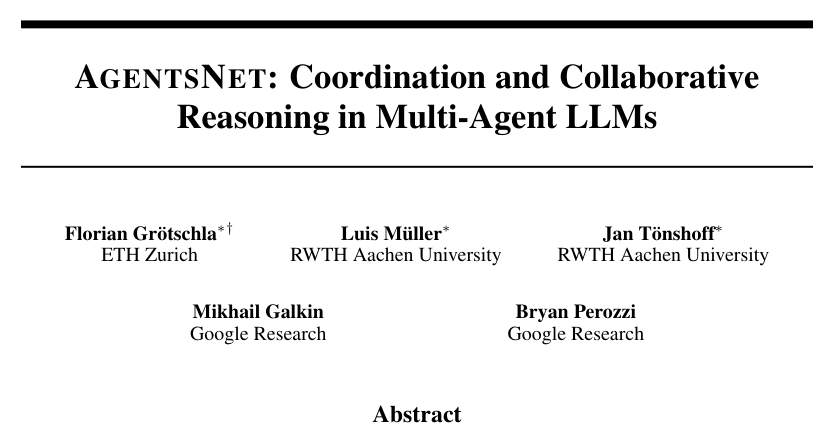 AGENTSNET: Coordination and Collaborative
Reasoning in Multi-Agent LLMs
Florian Grötschla*† Luis Müller* Jan Tönshoff*
ETH Zurich RWTH Aachen University RWTH Aachen University
Mikhail Galkin Bryan Perozzi
Google Research Google Research
Abstract